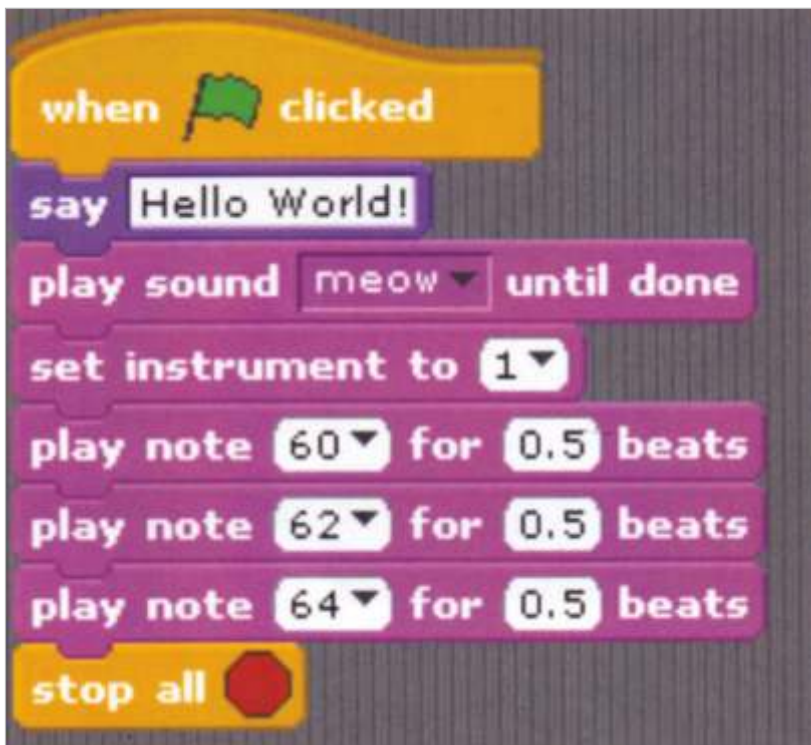 when clicked
say Hello World!
play sound meow until done
set instrument to 1
play note 60 for 0.5 beats
play note 62 for 0.5 beats
play note 64 for 0.5 beats
stop all